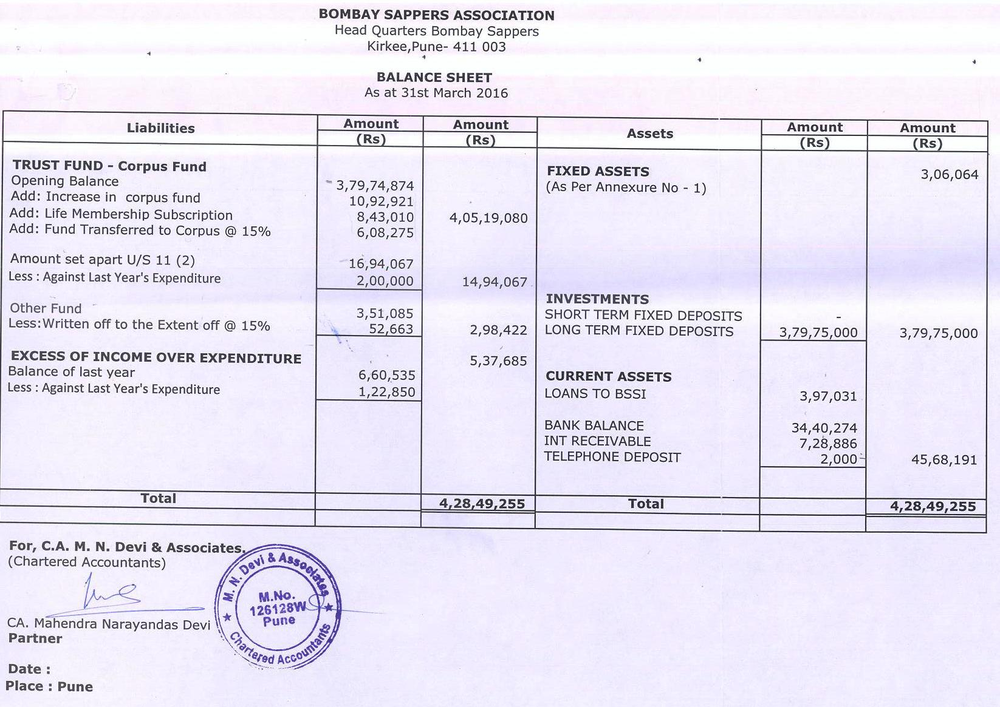 BOMBAY SAPPERS ASSOCIATION
Head Quarters Bombay Sappers
Kirkee,Pune- 411 003
BALANCE SHEET
As at 31st March 2016
Liabilities Amount (Rs) Amount (Rs) Assets Amount (Rs) Amount (Rs)
TRUST FUND - Corpus Fund FIXED ASSETS 3,06,064
Opening Balance 3,79,74,874 (As Per Annexure No - 1)
Add: Increase in corpus fund 10,92,921
Add: Life Membership Subscription 8,43,010 4,05,19,080
Add: Fund Transferred to Corpus @ 15% 6,08,275
Amount set apart U/S 11 (2) 16,94,067
Less : Against Last Year's Expenditure 2,00,000 14,94,067
INVESTMENTS
Other Fund 3,51,085 SHORT TERM FIXED DEPOSITS -
Less:Written off to the Extent off @ 15% 52,663 2,98,422 LONG TERM FIXED DEPOSITS 3,79,75,000 3,79,75,000
EXCESS OF INCOME OVER EXPENDITURE 5,37,685
Balance of last year 6,60,535 CURRENT ASSETS
Less : Against Last Year's Expenditure 1,22,850 LOANS TO BSSI 3,97,031
BANK BALANCE 34,40,274
INT RECEIVABLE 7,28,886
TELEPHONE DEPOSIT 2,000 45,68,191
Total 4,28,49,255 Total 4,28,49,255
For, C.A. M. N. Devi & Associates.
(Chartered Accountants)
M. N. Devi & Associates
M.No.
126128W
Pune
Chartered Accountants
CA. Mahendra Narayandas Devi
Partner
Date :
Place : Pune